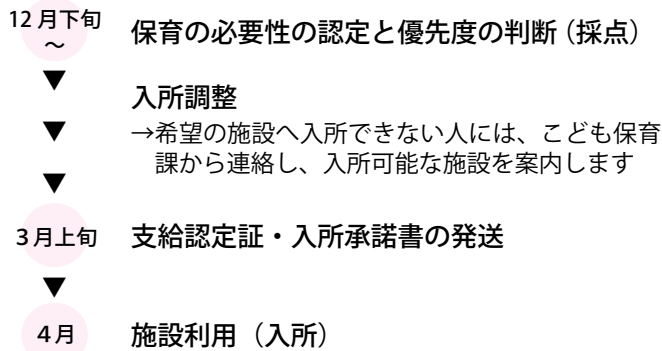 12月下旬
～
保育の必要性の認定と優先度の判断（採点）
▼
入所調整
▼
→希望の施設へ入所できない人には、こども保育
課から連絡し、入所可能な施設を案内します
▼
3月上旬
支給認定証・入所承諾書の発送
▼
4月
施設利用（入所）